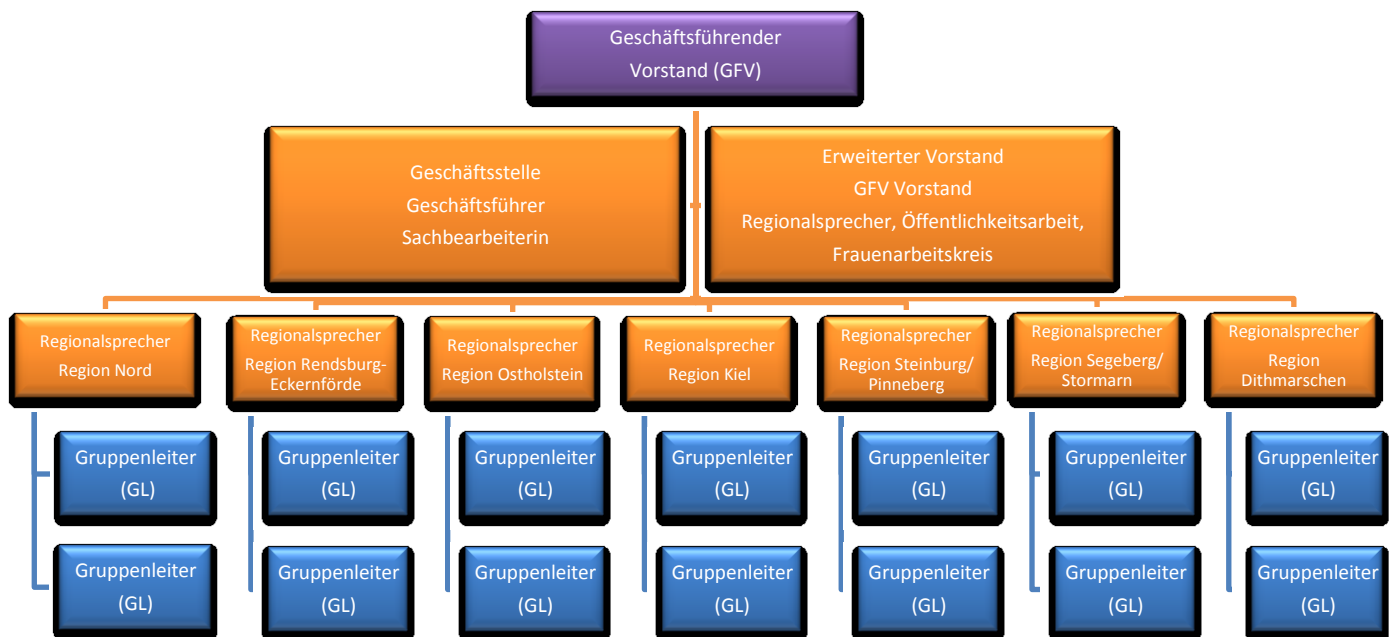 Geschäftsführender
Vorstand (GFV)
Geschäftsstelle
Geschäftsführer
Sachbearbeiterin
Erweiterter Vorstand
GFV Vorstand
Regionalsprecher, Öffentlichkeitsarbeit,
Frauenarbeitskreis
Regionalsprecher
Region Nord
Regionalsprecher
Region Rendsburg-
Eckernförde
Regionalsprecher
Region Ostholstein
Regionalsprecher
Region Kiel
Regionalsprecher
Region Steinburg/
Pinneberg
Regionalsprecher
Region Segeberg/
Stormarn
Regionalsprecher
Region
Dithmarschen
Gruppenleiter
(GL)
Gruppenleiter
(GL)
Gruppenleiter
(GL)
Gruppenleiter
(GL)
Gruppenleiter
(GL)
Gruppenleiter
(GL)
Gruppenleiter
(GL)
Gruppenleiter
(GL)
Gruppenleiter
(GL)
Gruppenleiter
(GL)
Gruppenleiter
(GL)
Gruppenleiter
(GL)
Gruppenleiter
(GL)
Gruppenleiter
(GL)